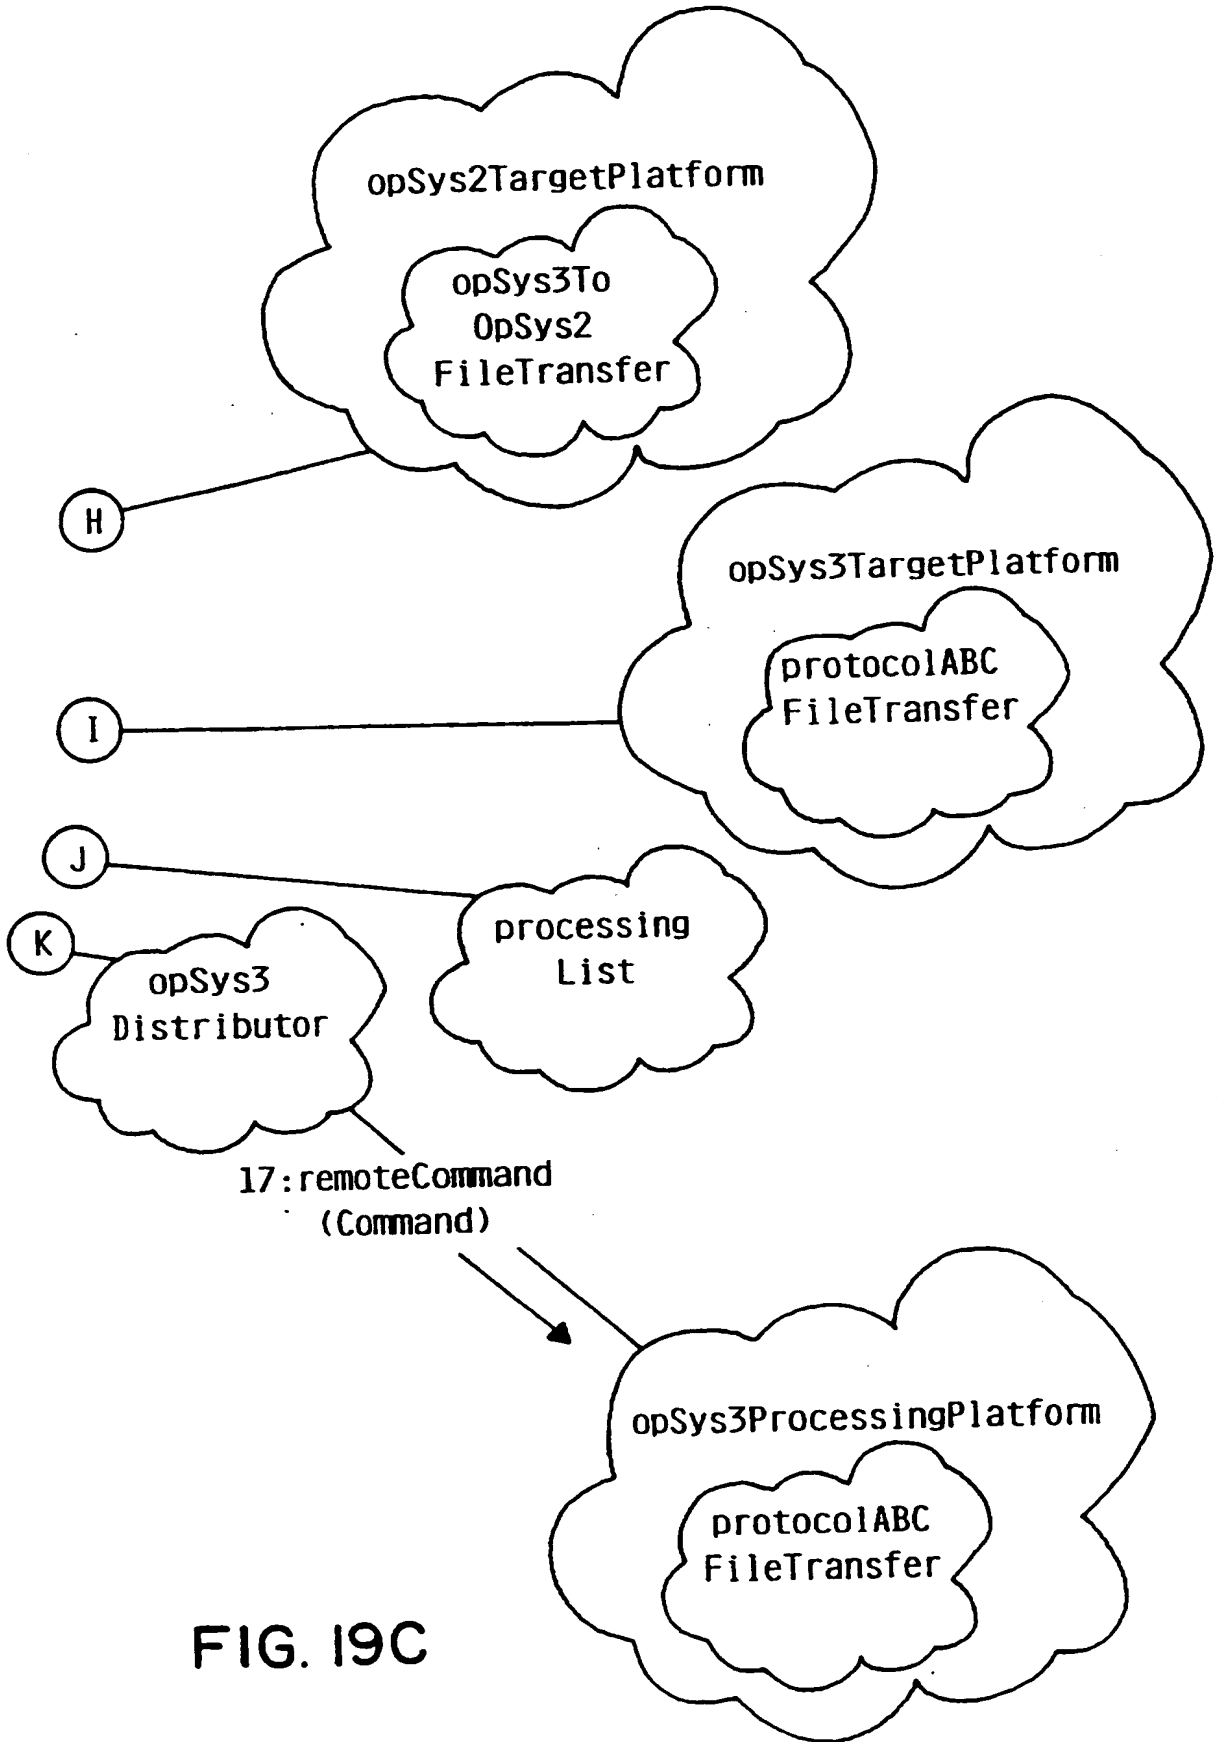 opSys2TargetPlatform
opSys3To
OpSys2
FileTransfer
H
opSys3TargetPlatform
protocolABC
FileTransfer
I
J
processing
List
K
opSys3
Distributor
17:remoteCommand
(Command)
opSys3ProcessingPlatform
protocolABC
FileTransfer
FIG. 19C